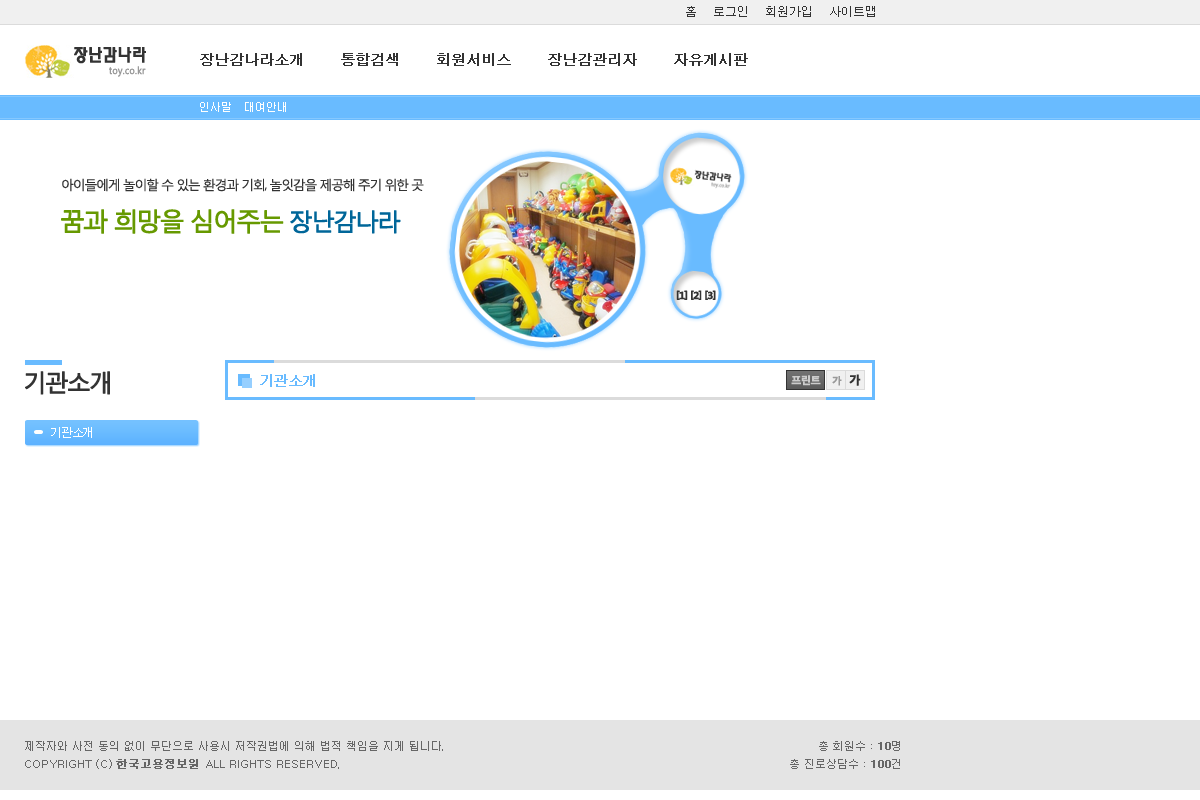 홈 로그인 회원가입 사이트맵
장난감나라
toy.co.kr
장난감나라소개 통합검색 회원서비스 장난감관리자 자유게시판
인사말 대여안내
아이들에게 놀이할 수 있는 환경과 기회, 놀잇감을 제공해 주기 위한 곳
꿈과 희망을 심어주는 장난감나라
장난감나라
toy.co.kr
[1] [2] [3]
기관소개
기관소개
기관소개
프린트 가 가
제작자와 사전 동의 없이 무단으로 사용시 저작권법에 의해 법적 책임을 지게 됩니다.
COPYRIGHT (C) 한국고용정보원 ALL RIGHTS RESERVED.
총 회원수 : 10명
총 진로상담수 : 100건